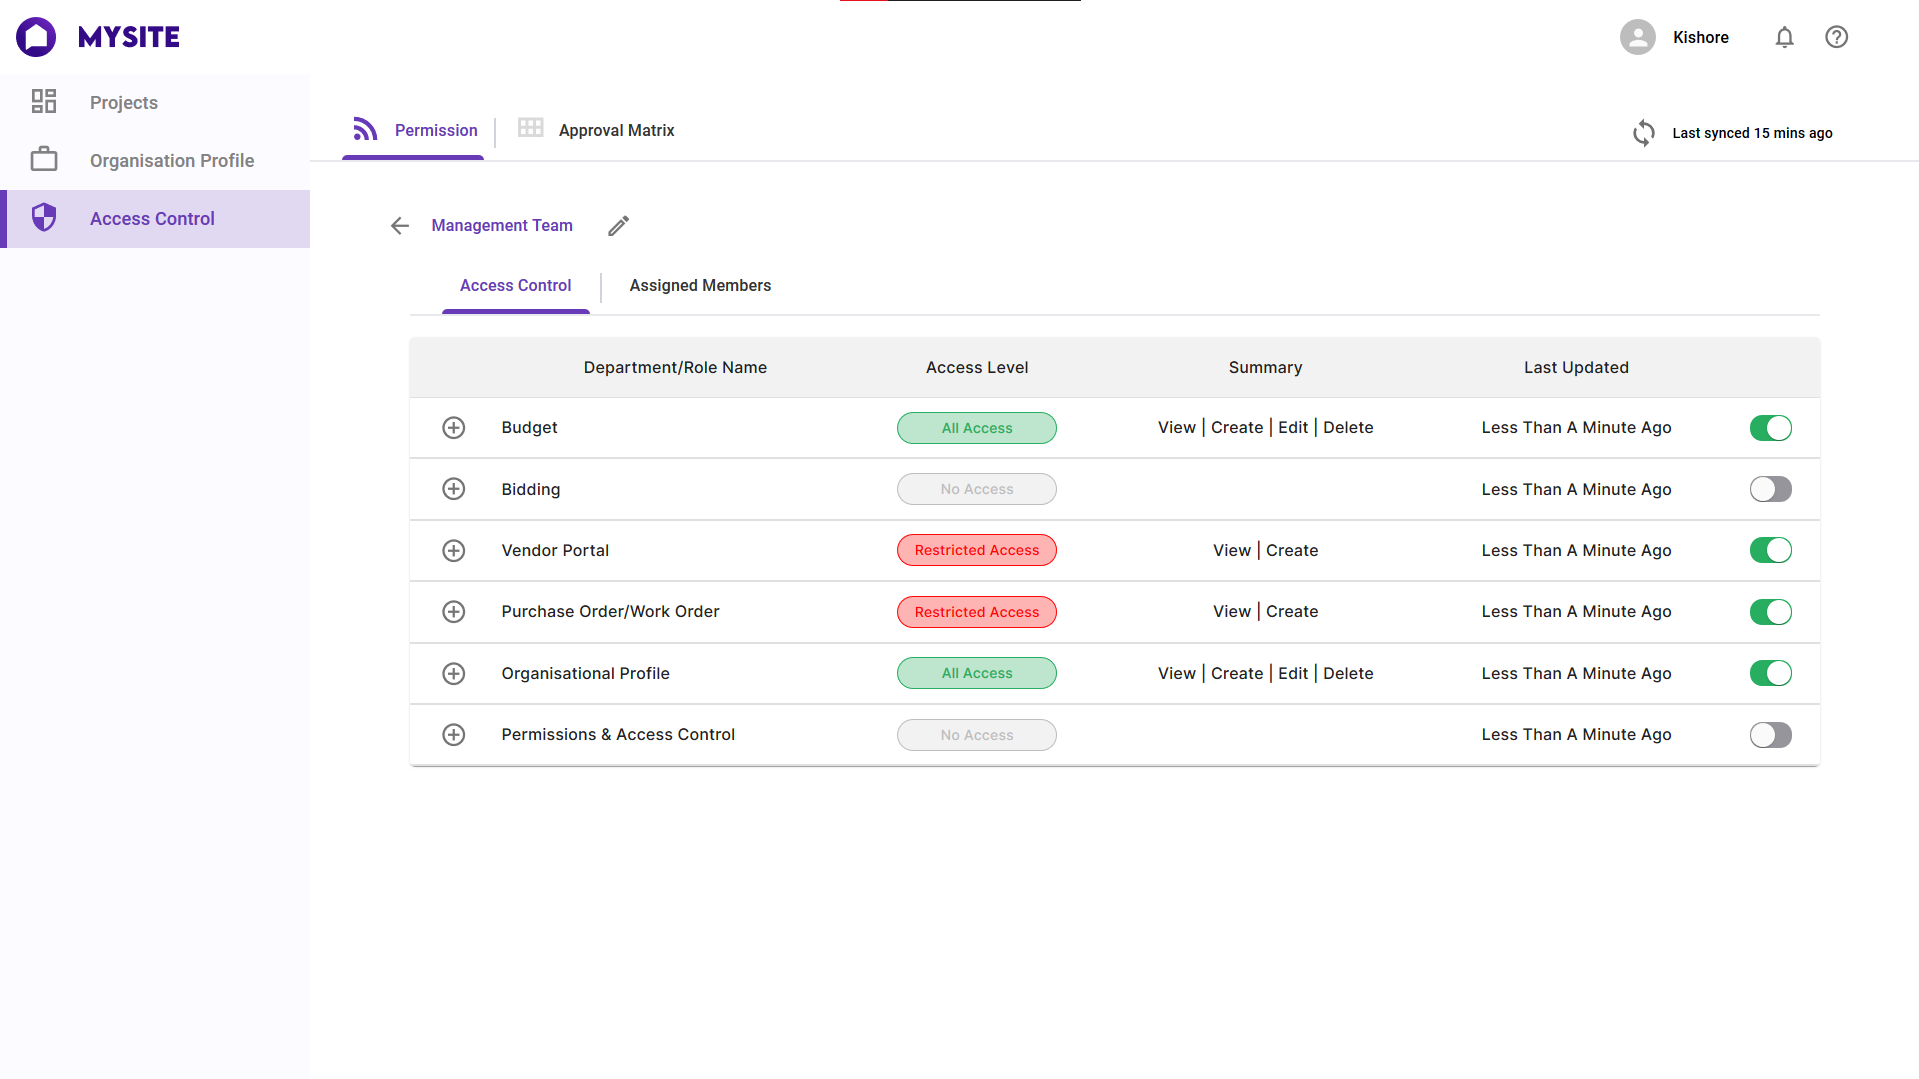 MYSITE
Kishore
Projects
Organisation Profile
Access Control
Permission
Approval Matrix
Last synced 15 mins ago
Management Team
Access Control
Assigned Members
Department/Role Name Access Level Summary Last Updated
Budget All Access View | Create | Edit | Delete Less Than A Minute Ago
Bidding No Access Less Than A Minute Ago
Vendor Portal Restricted Access View | Create Less Than A Minute Ago
Purchase Order/Work Order Restricted Access View | Create Less Than A Minute Ago
Organisational Profile All Access View | Create | Edit | Delete Less Than A Minute Ago
Permissions & Access Control No Access Less Than A Minute Ago